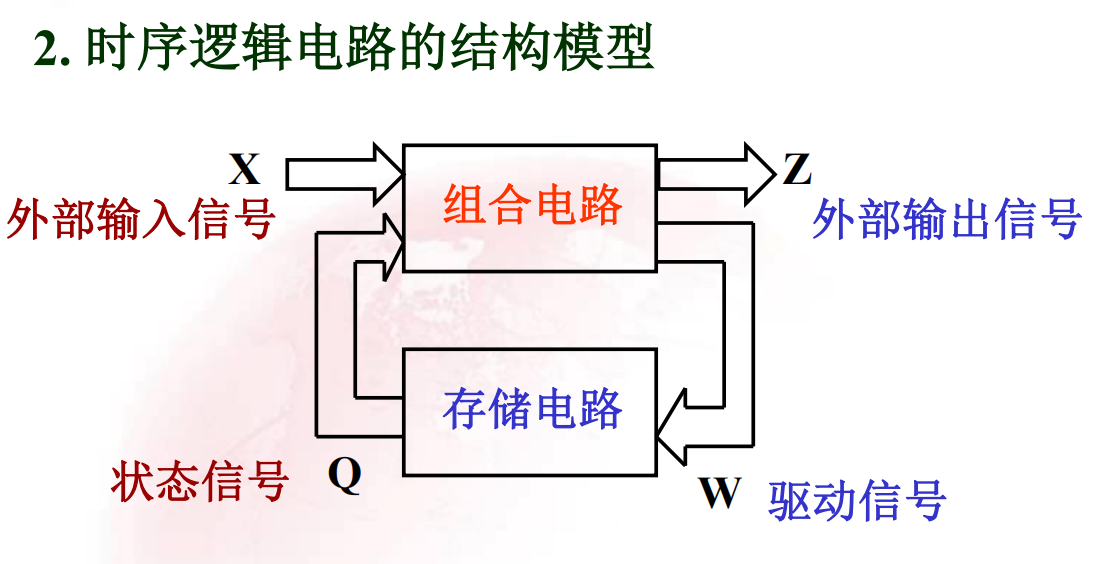 2. 时序逻辑电路的结构模型
X
Z
外部输入信号
组合电路
外部输出信号
存储电路
状态信号
Q
W
驱动信号